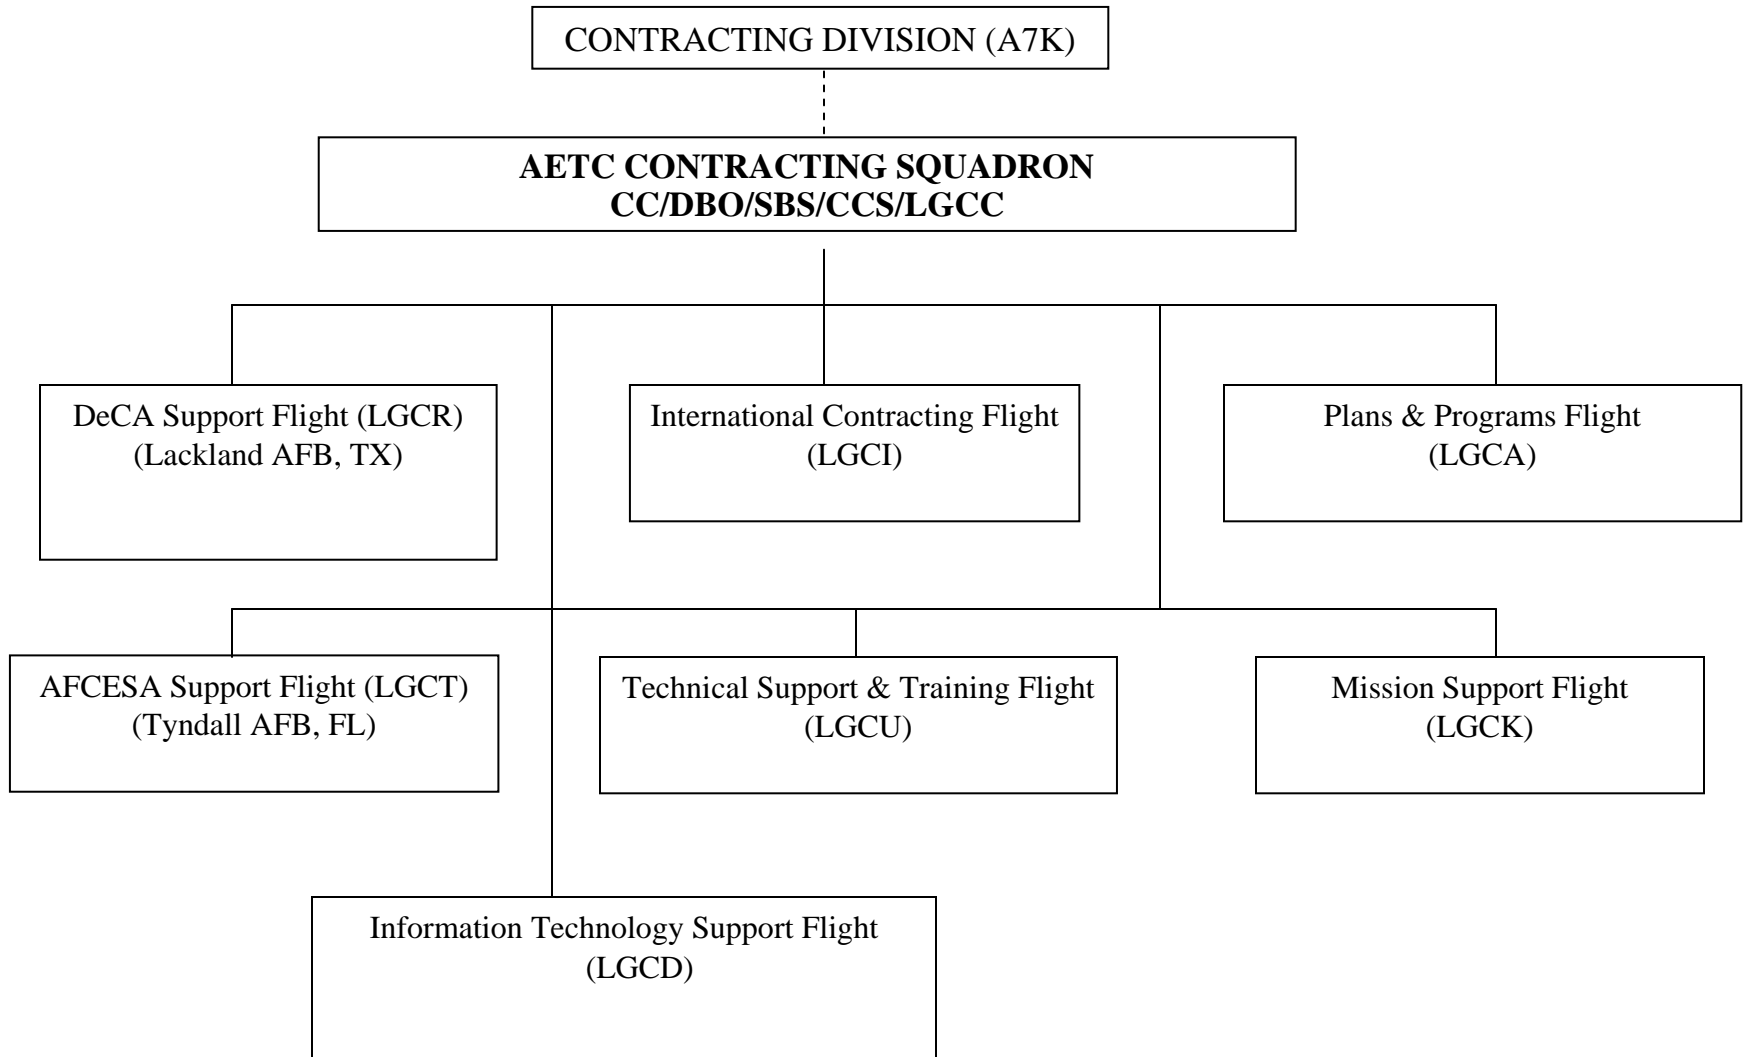 CONTRACTING DIVISION (A7K)
AETC CONTRACTING SQUADRON
CC/DBO/SBS/CCS/LGCC
DeCA Support Flight (LGCR)
(Lackland AFB, TX)
International Contracting Flight
(LGCI)
Plans & Programs Flight
(LGCA)
AFCESA Support Flight (LGCT)
(Tyndall AFB, FL)
Technical Support & Training Flight
(LGCU)
Mission Support Flight
(LGCK)
Information Technology Support Flight
(LGCD)